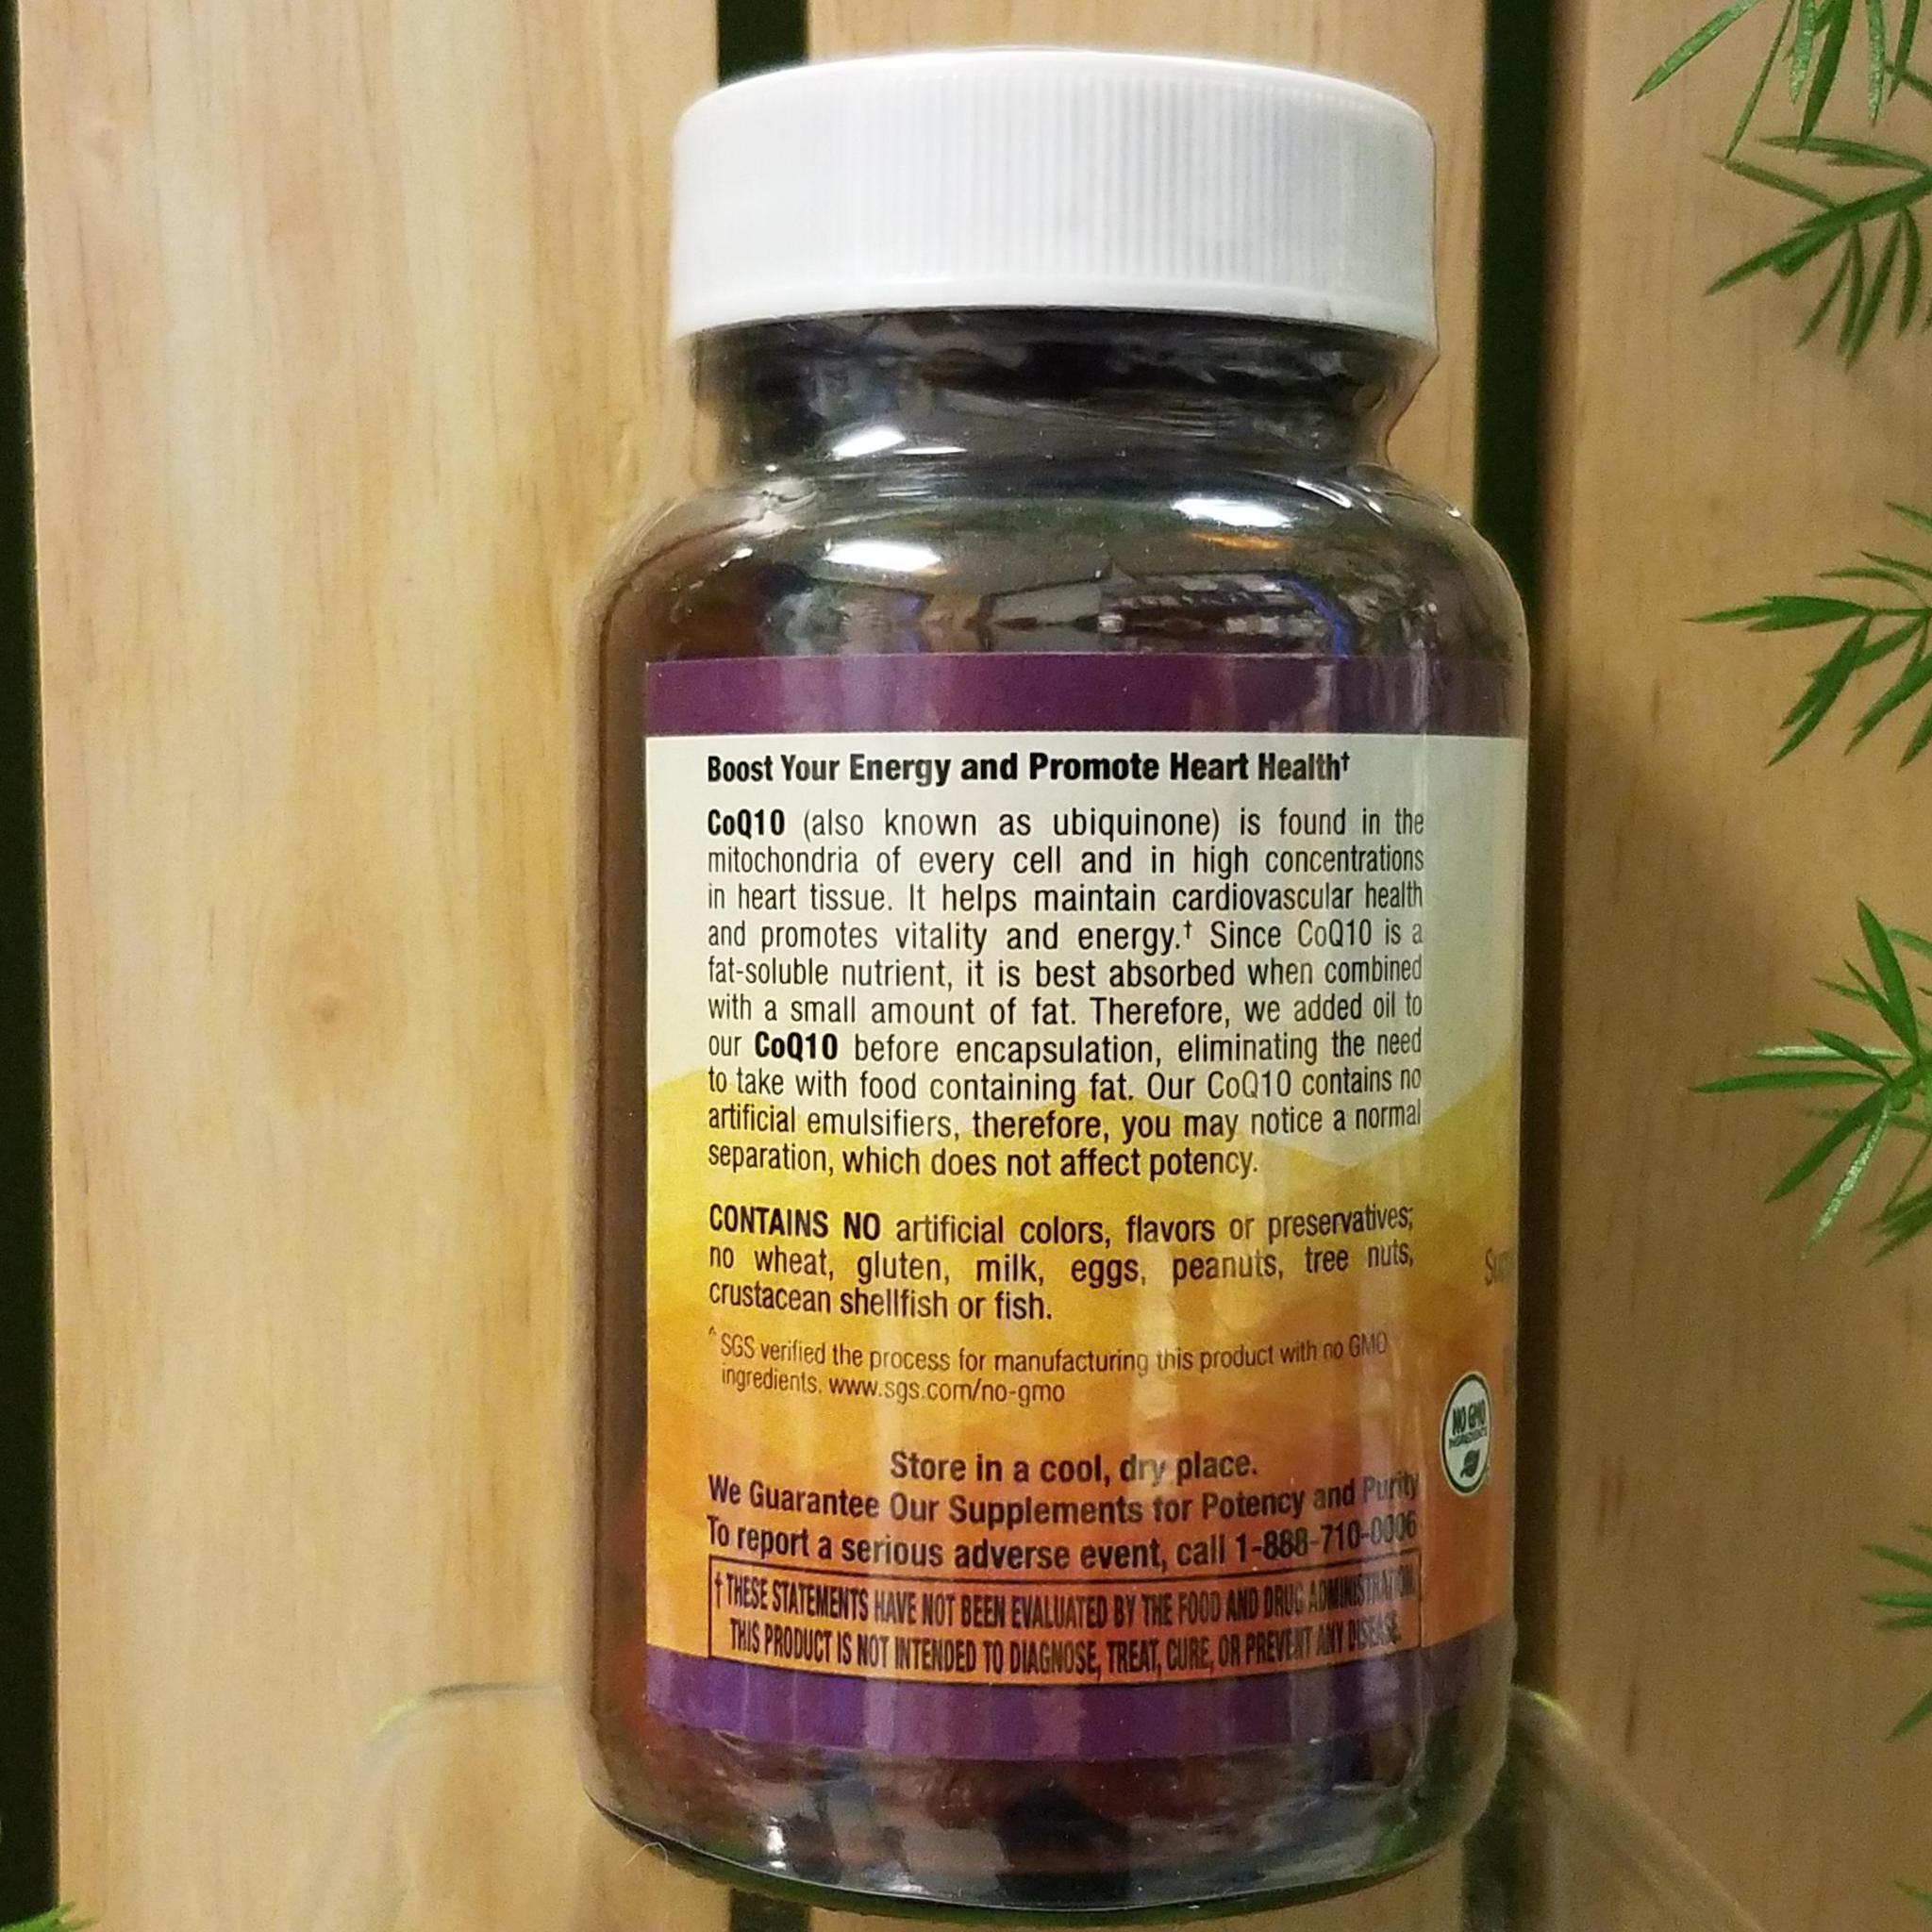 Boost Your Energy and Promote Heart Health†
CoQ10 (also known as ubiquinone) is found in the
mitochondria of every cell and in high concentrations
in heart tissue. It helps maintain cardiovascular health
and promotes vitality and energy.† Since CoQ10 is a
fat-soluble nutrient, it is best absorbed when combined
with a small amount of fat. Therefore, we added oil to
our CoQ10 before encapsulation, eliminating the need
to take with food containing fat. Our CoQ10 contains no
artificial emulsifiers, therefore, you may notice a normal
separation, which does not affect potency.
CONTAINS NO artificial colors, flavors or preservatives;
no wheat, gluten, milk, eggs, peanuts, tree nuts,
crustacean shellfish or fish.
^SGS verified the process for manufacturing this product with no GMO
ingredients. www.sgs.com/no-gmo
Store in a cool, dry place.
We Guarantee Our Supplements for Potency and Purity
To report a serious adverse event, call 1-888-710-0006
†THESE STATEMENTS HAVE NOT BEEN EVALUATED BY THE FOOD AND DRUG ADMINISTRATION.
THIS PRODUCT IS NOT INTENDED TO DIAGNOSE, TREAT, CURE, OR PREVENT ANY DISEASE.
NO GMO
INGREDIENTS